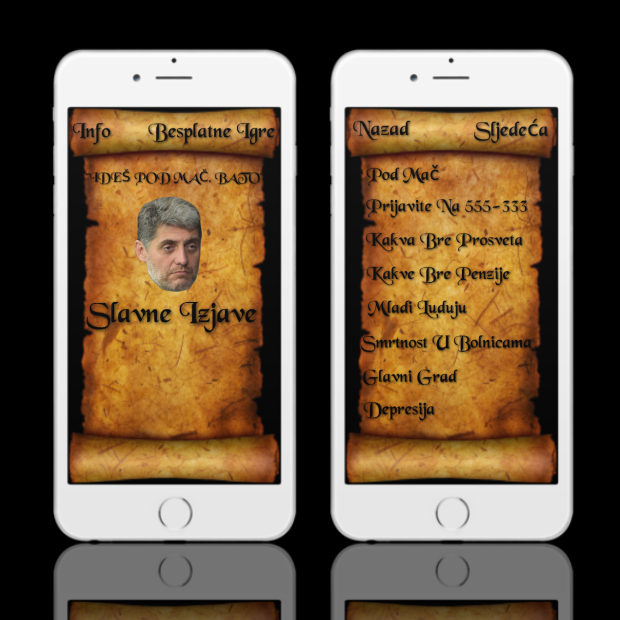 Info Besplatne Igre
"IDEŠ POD MAČ, BATO"
Slavne Izjave
Nazad Sljedeća
Pod Mač
Prijavite Na 555-333
Kakva Bre Prosveta
Kakve Bre Penzije
Mladi Luduju
Smrtnost U Bolnicama
Glavni Grad
Depresija